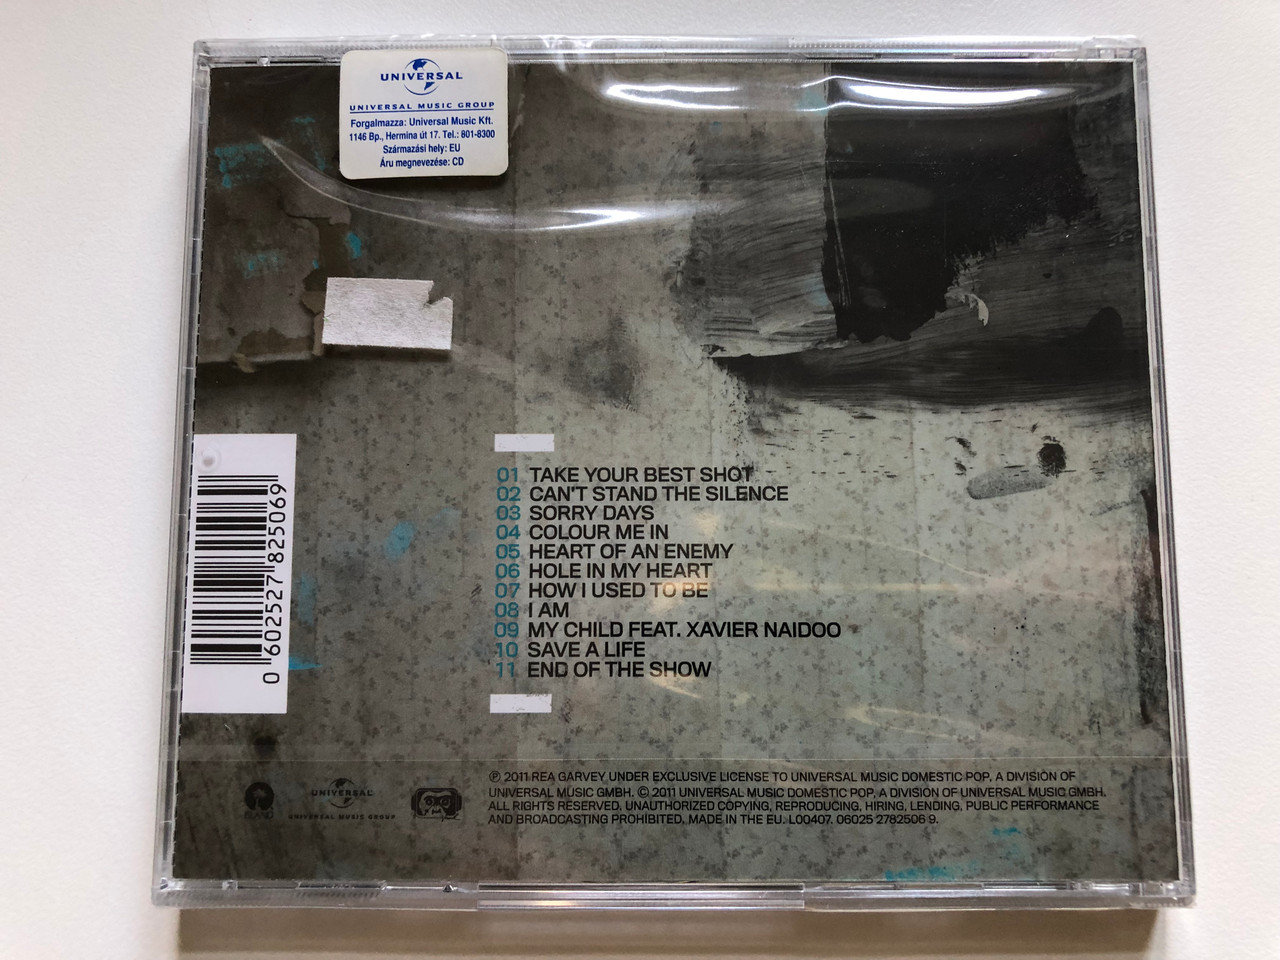 UNIVERSAL
UNIVERSAL MUSIC GROUP
Forgalmazza: Universal Music Kft.
1146 Bp., Hermina út 17. Tel.: 801-8300
Származási hely: EU
Áru megnevezése: CD
01 TAKE YOUR BEST SHOT
02 CAN'T STAND THE SILENCE
03 SORRY DAYS
04 COLOUR ME IN
05 HEART OF AN ENEMY
06 HOLE IN MY HEART
07 HOW I USED TO BE
08 I AM
09 MY CHILD FEAT. XAVIER NAIDOO
10 SAVE A LIFE
11 END OF THE SHOW
0 602527 825069
ISLAND
UNIVERSAL
UNIVERSAL MUSIC GROUP
℗ 2011 REA GARVEY UNDER EXCLUSIVE LICENSE TO UNIVERSAL MUSIC DOMESTIC POP, A DIVISION OF
UNIVERSAL MUSIC GMBH. © 2011 UNIVERSAL MUSIC DOMESTIC POP, A DIVISION OF UNIVERSAL MUSIC GMBH.
ALL RIGHTS RESERVED. UNAUTHORIZED COPYING, REPRODUCING, HIRING, LENDING, PUBLIC PERFORMANCE
AND BROADCASTING PROHIBITED. MADE IN THE EU. L00407. 06025 2782506 9.